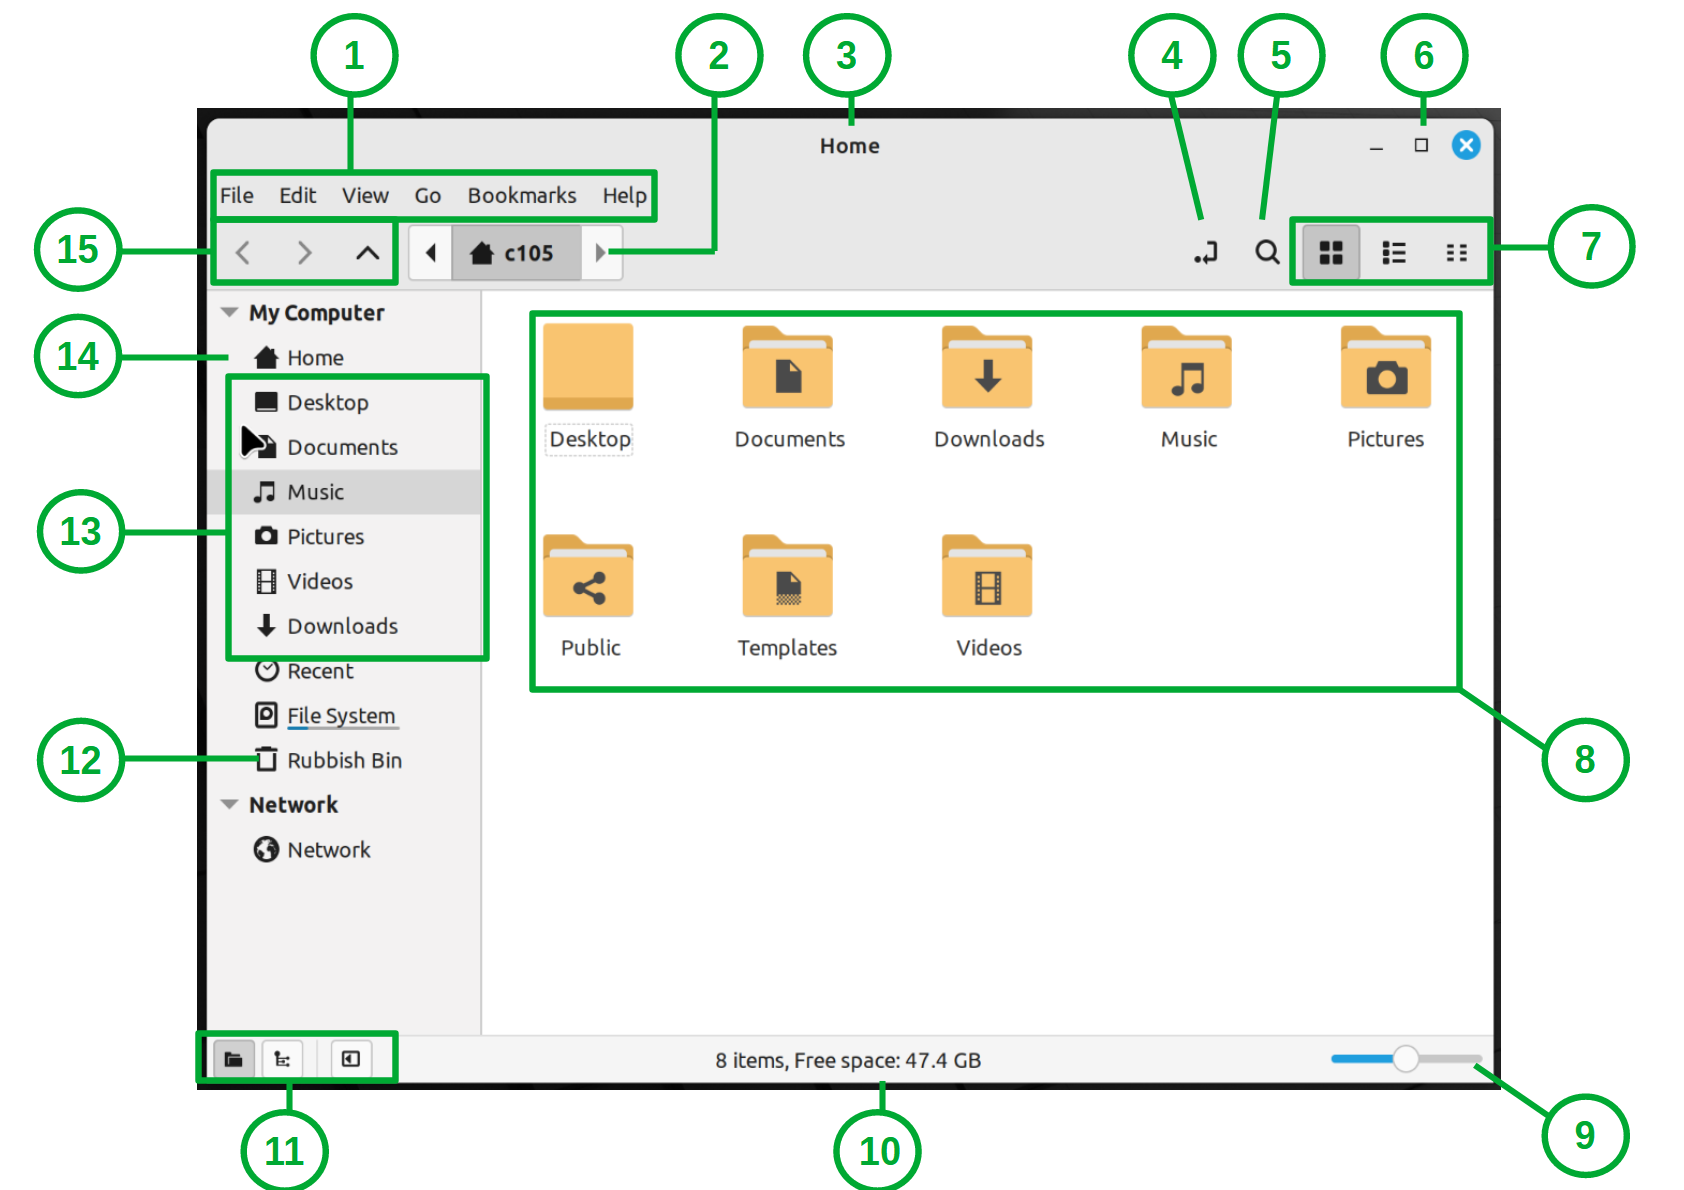 1 2 3 4 5 6
Home
File Edit View Go Bookmarks Help
15
c105
7
My Computer
14
Home
Desktop
Documents
Music
Pictures
Videos
Downloads
Recent
File System
Rubbish Bin
13
12
Network
Network
Desktop Documents Downloads Music Pictures
Public Templates Videos
8
8 items, Free space: 47.4 GB
11 10 9